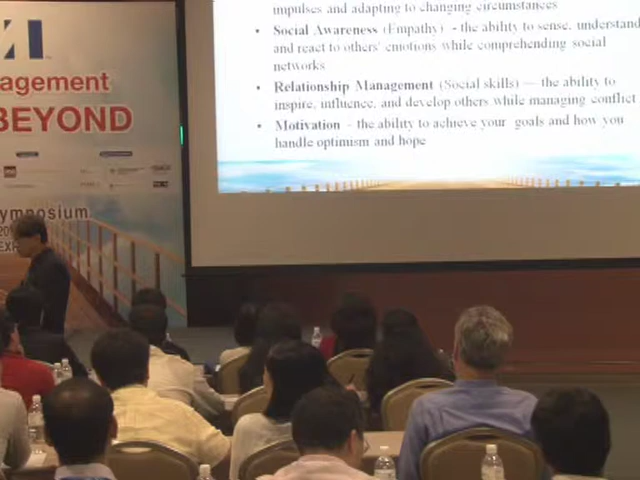 agement
BEYOND
ymposium
impulses and adapting to changing circumstances
• Social Awareness (Empathy) - the ability to sense, understand
and react to others' emotions while comprehending social
networks
• Relationship Management (Social skills) — the ability to
inspire, influence, and develop others while managing conflict
• Motivation - the ability to achieve your goals and how you
handle optimism and hope